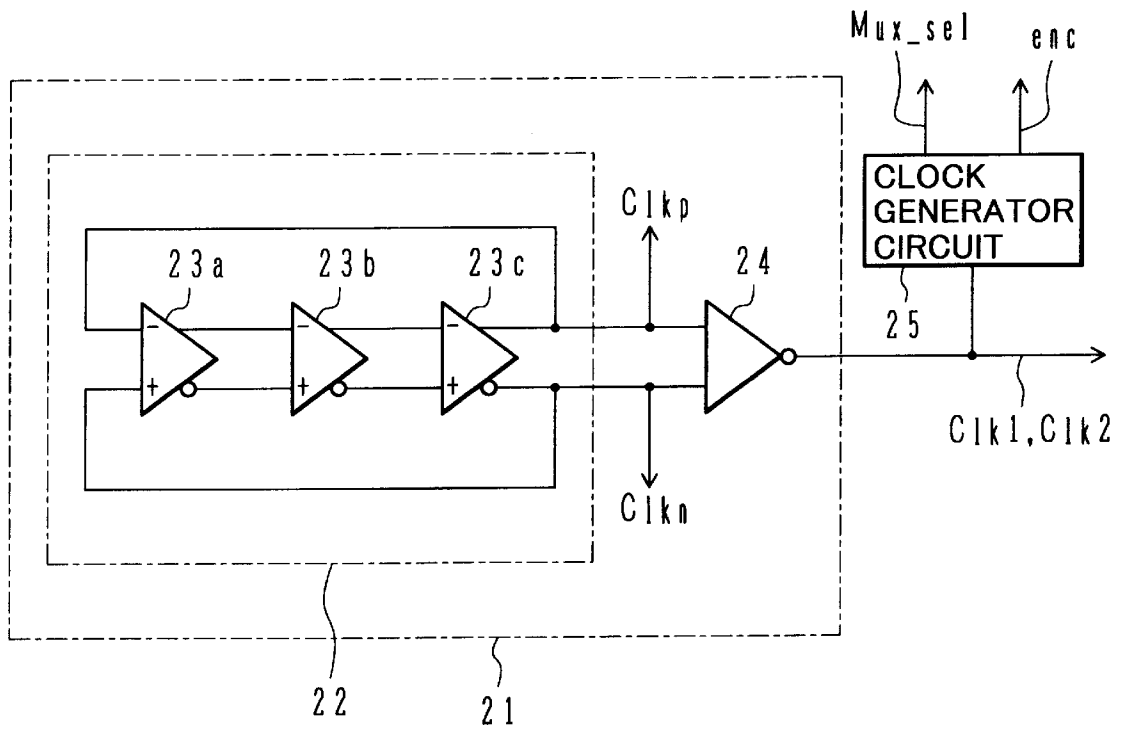 Mux_sel
enc
CLOCK
GENERATOR
CIRCUIT
25
Clkp
23a
23b
23c
24
-
-
-
+
+
+
Clk1,Clk2
Clkn
22
21